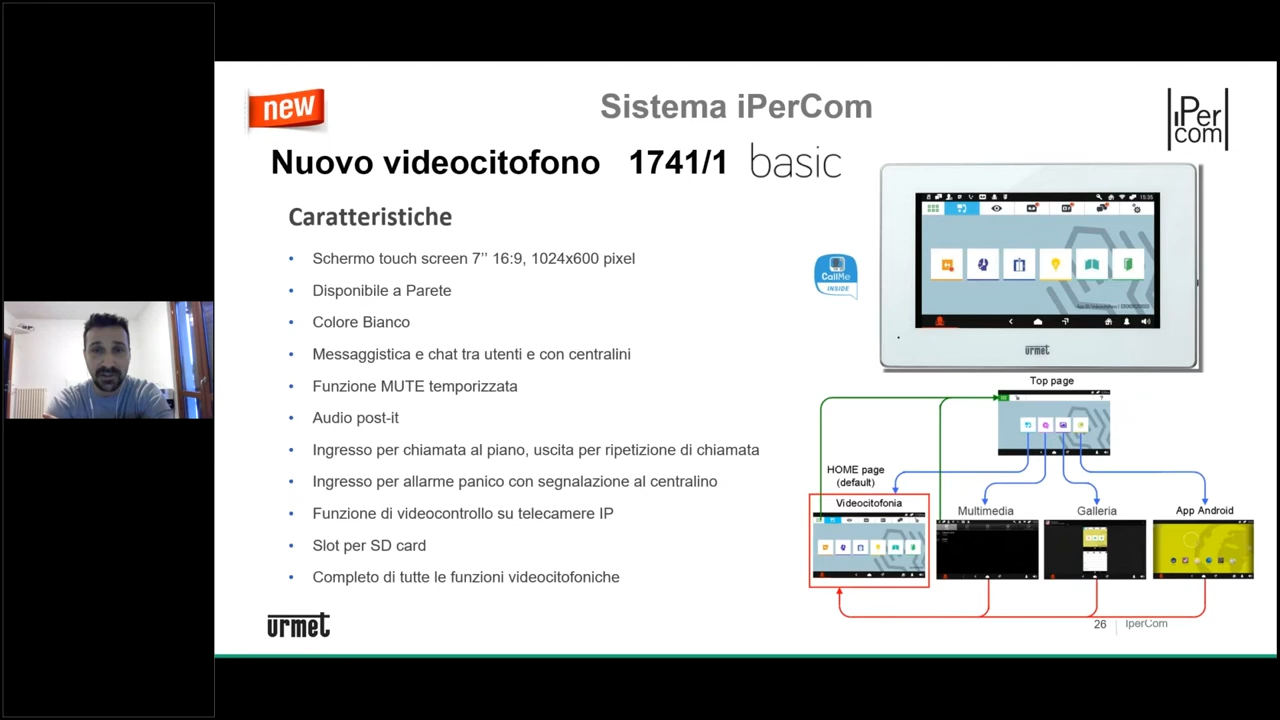 new
Sistema iPerCom
iPer
com
Nuovo videocitofono 1741/1 basic
Caratteristiche
• Schermo touch screen 7’’ 16:9, 1024x600 pixel
• Disponibile a Parete
• Colore Bianco
• Messaggistica e chat tra utenti e con centralini
• Funzione MUTE temporizzata
• Audio post-it
• Ingresso per chiamata al piano, uscita per ripetizione di chiamata
• Ingresso per allarme panico con segnalazione al centralino
• Funzione di videocontrollo su telecamere IP
• Slot per SD card
• Completo di tutte le funzioni videocitofoniche
CallMe
INSIDE
15:35
urmet
Top page
HOME page
(default)
Videocitofonia
Multimedia
Galleria
App Android
urmet
26
IperCom